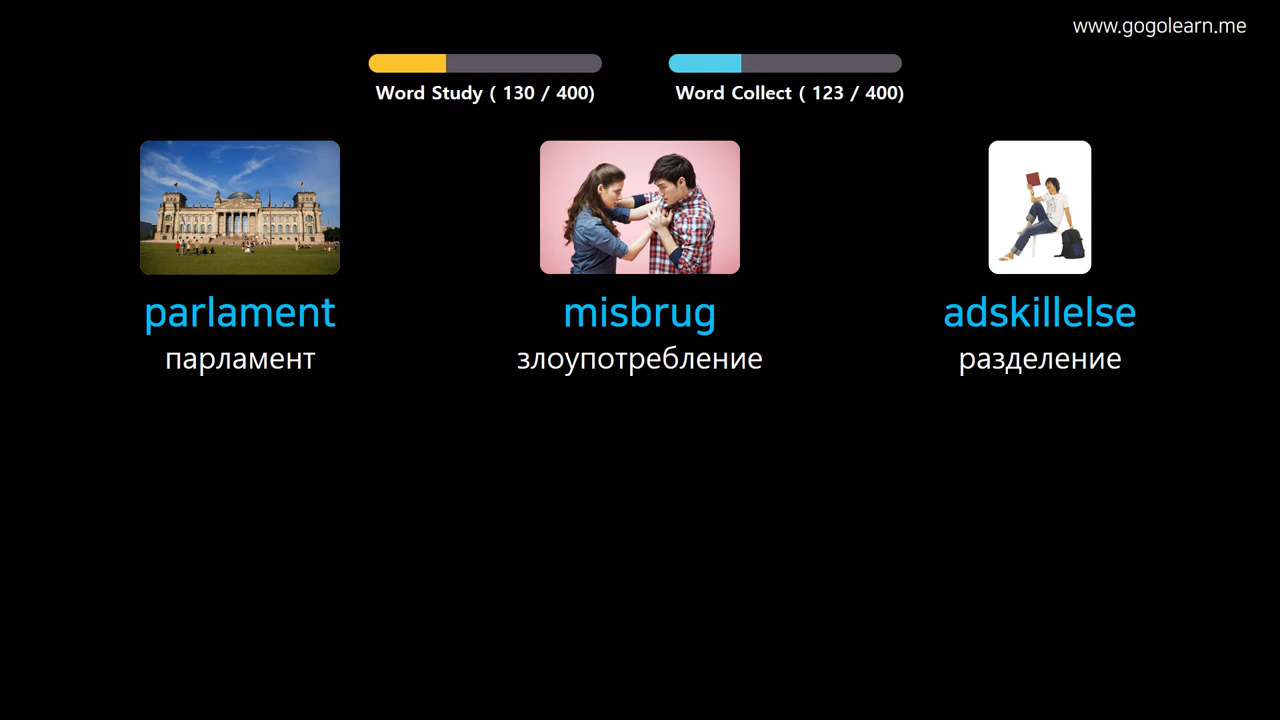 www.gogolearn.me
Word Study ( 130 / 400)
Word Collect ( 123 / 400)
parlament
misbrug
adskillelse
парламент
злоупотребление
разделение